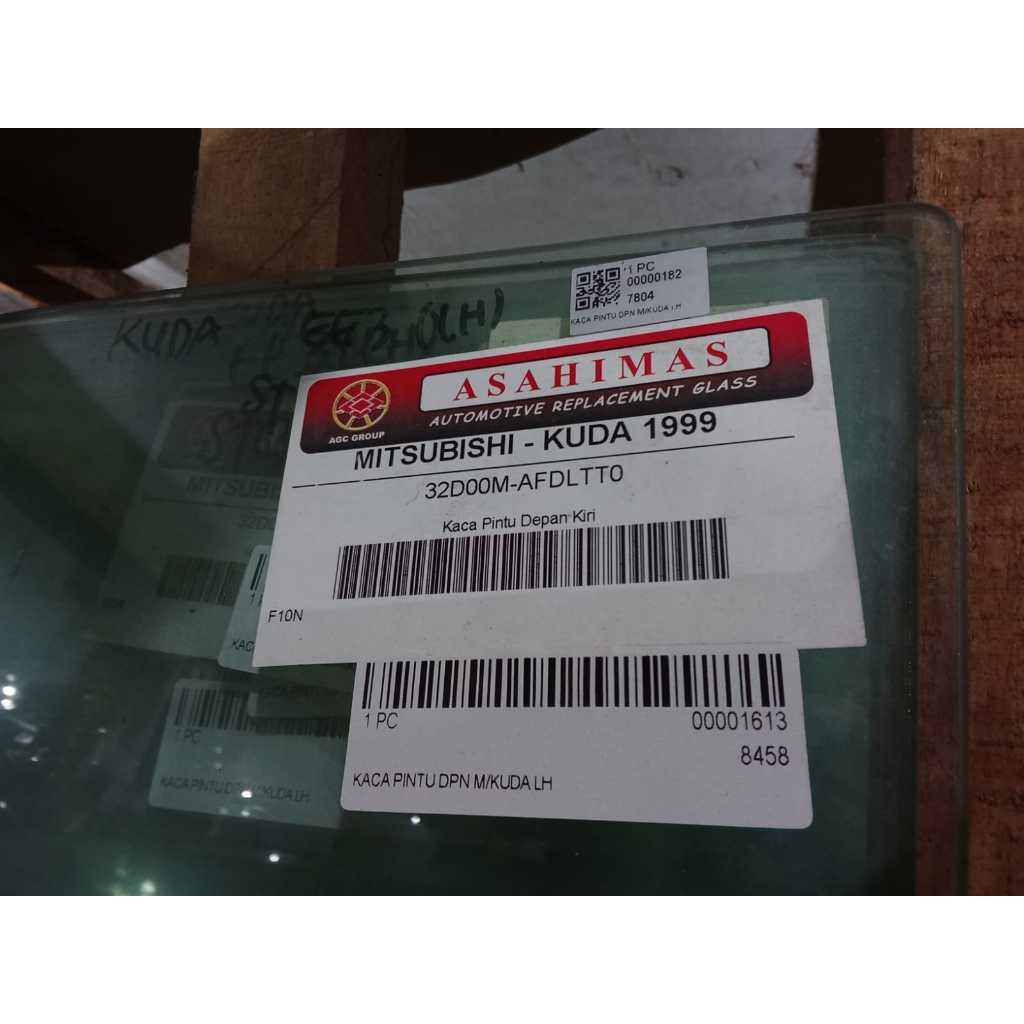 1 PC
00000182
7804
KACA PINTU DPN M/KUDA LH
KUDA
ASAHIMAS
AUTOMOTIVE REPLACEMENT GLASS
AGC GROUP
MITSUBISHI - KUDA 1999
32D00M-AFDLTT0
Kaca Pintu Depan Kiri
F10N
1 PC
00001613
8458
KACA PINTU DPN M/KUDA LH